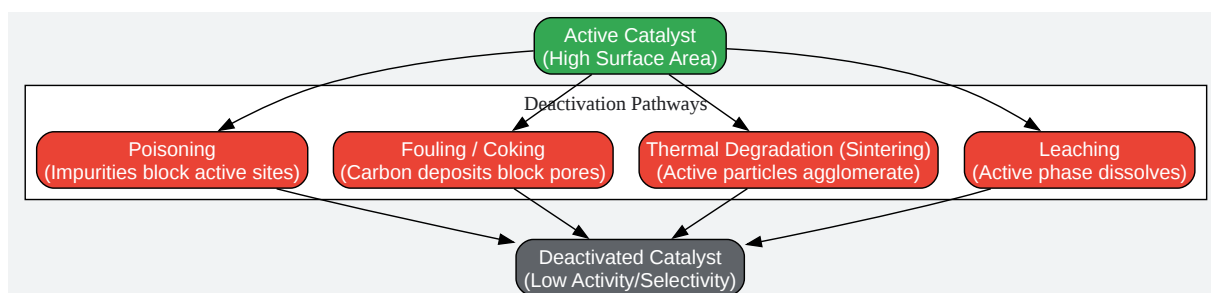 Active Catalyst
(High Surface Area)
Deactivation Pathways
Poisoning
(Impurities block active sites)
Fouling / Coking
(Carbon deposits block pores)
Thermal Degradation (Sintering)
(Active particles agglomerate)
Leaching
(Active phase dissolves)
Deactivated Catalyst
(Low Activity/Selectivity)